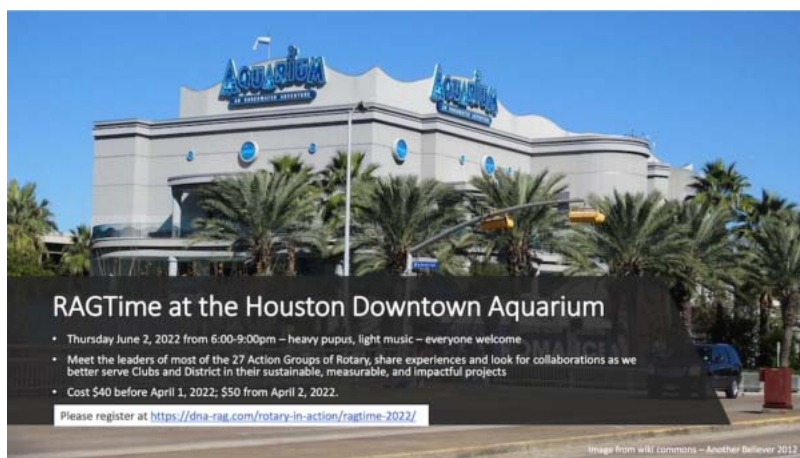 AQUARIUM
AN UNDERWATER ADVENTURE
AQUARIUM
AN UNDERWATER ADVENTURE
RAGTime at the Houston Downtown Aquarium
• Thursday June 2, 2022 from 6:00-9:00pm – heavy pupus, light music – everyone welcome
• Meet the leaders of most of the 27 Action Groups of Rotary, share experiences and look for collaborations as we
better serve Clubs and District in their sustainable, measurable, and impactful projects
• Cost $40 before April 1, 2022; $50 from April 2, 2022.
Please register at https://dna-rag.com/rotary-in-action/ragtime-2022/
Image from wiki commons – Another Believer 2012